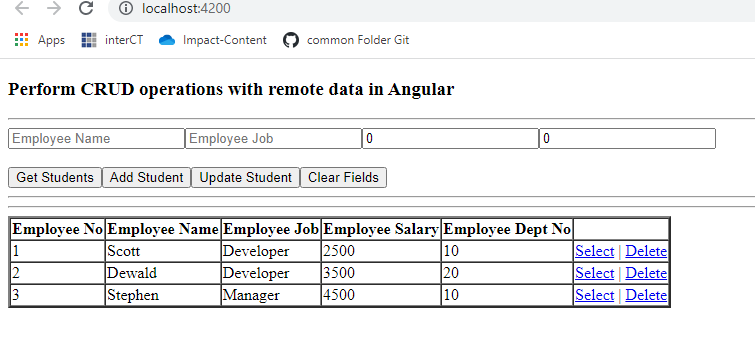 localhost:4200
Apps interCT Impact-Content common Folder Git
Perform CRUD operations with remote data in Angular
Employee Name Employee Job 0 0
Get Students Add Student Update Student Clear Fields
Employee No Employee Name Employee Job Employee Salary Employee Dept No
1 Scott Developer 2500 10 Select | Delete
2 Dewald Developer 3500 20 Select | Delete
3 Stephen Manager 4500 10 Select | Delete